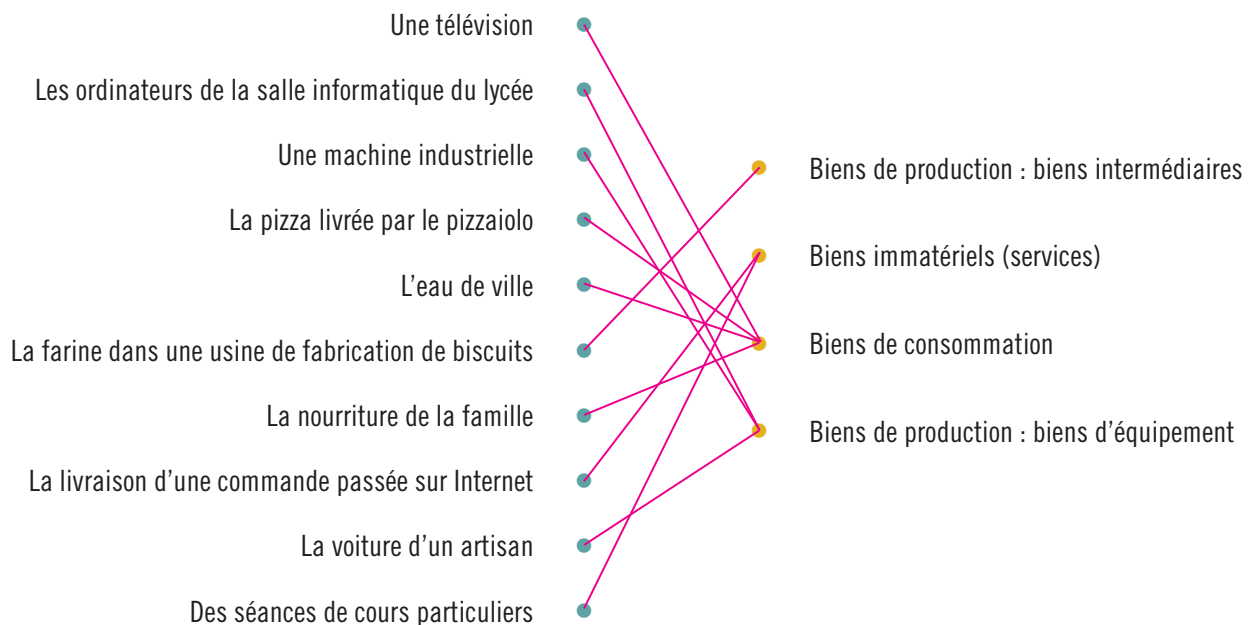 Une télévision
Les ordinateurs de la salle informatique du lycée
Une machine industrielle
La pizza livrée par le pizzaiolo
L’eau de ville
La farine dans une usine de fabrication de biscuits
La nourriture de la famille
La livraison d’une commande passée sur Internet
La voiture d’un artisan
Des séances de cours particuliers
Biens de production : biens intermédiaires
Biens immatériels (services)
Biens de consommation
Biens de production : biens d’équipement